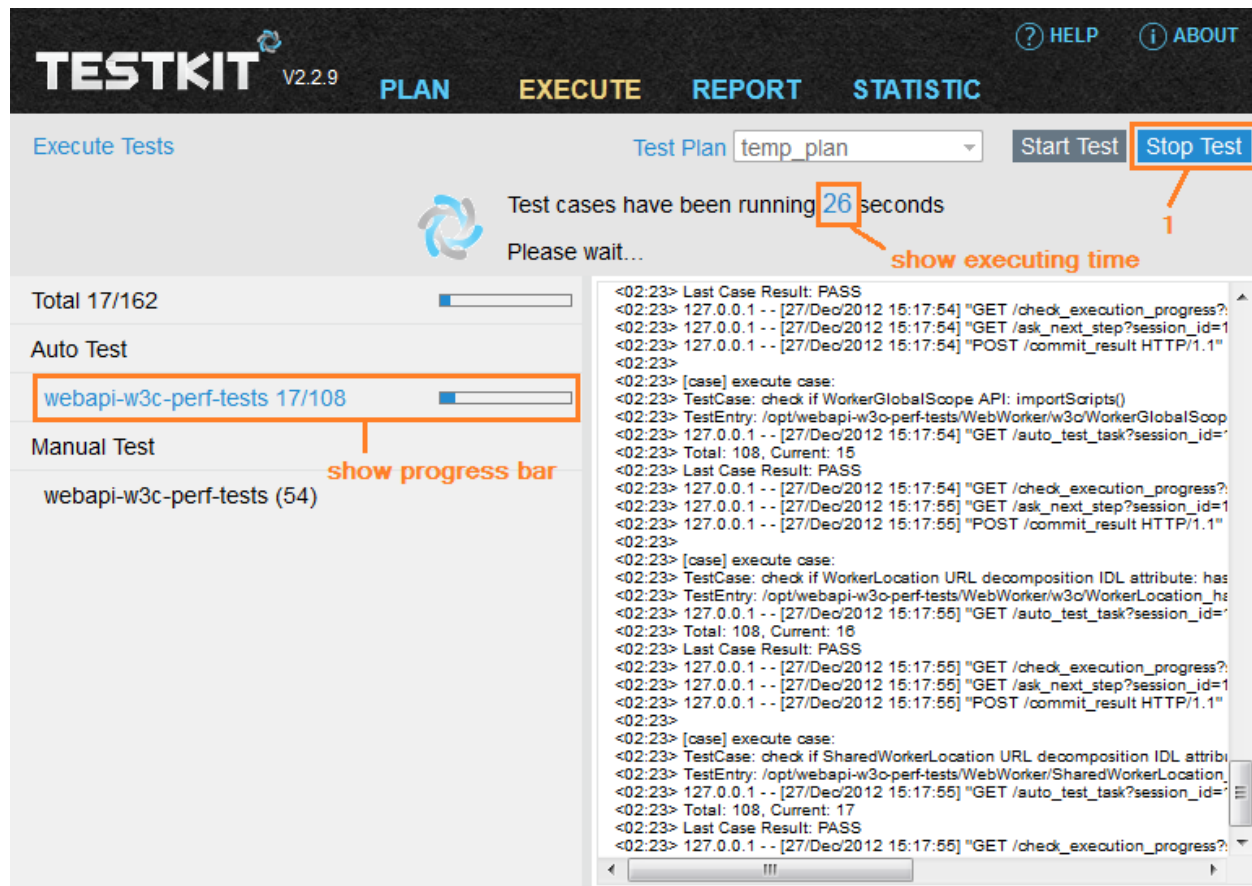 HELP ABOUT
TESTKIT V2.2.9 PLAN EXECUTE REPORT STATISTIC
Execute Tests Test Plan temp_plan Start Test Stop Test
Test cases have been running 26 seconds
1
Please wait...
show executing time
Total 17/162
Auto Test
webapi-w3c-perf-tests 17/108
Manual Test
show progress bar
webapi-w3c-perf-tests (54)
<02:23> Last Case Result: PASS
<02:23> 127.0.0.1 - - [27/Dec/2012 15:17:54] "GET /check_execution_progress?
<02:23> 127.0.0.1 - - [27/Dec/2012 15:17:54] "GET /ask_next_step?session_id=1
<02:23> 127.0.0.1 - - [27/Dec/2012 15:17:54] "POST /commit_result HTTP/1.1"
<02:23>
<02:23> [case] execute case:
<02:23> TestCase: check if WorkerGlobalScope API: importScripts()
<02:23> TestEntry: /opt/webapi-w3c-perf-tests/WebWorker/w3c/WorkerGlobalScop
<02:23> 127.0.0.1 - - [27/Dec/2012 15:17:54] "GET /auto_test_task?session_id=
<02:23> Total: 108, Current: 15
<02:23> Last Case Result: PASS
<02:23> 127.0.0.1 - - [27/Dec/2012 15:17:54] "GET /check_execution_progress?
<02:23> 127.0.0.1 - - [27/Dec/2012 15:17:55] "GET /ask_next_step?session_id=1
<02:23> 127.0.0.1 - - [27/Dec/2012 15:17:55] "POST /commit_result HTTP/1.1"
<02:23>
<02:23> [case] execute case:
<02:23> TestCase: check if WorkerLocation URL decomposition IDL attribute: has
<02:23> TestEntry: /opt/webapi-w3c-perf-tests/WebWorker/w3c/WorkerLocation_ha
<02:23> 127.0.0.1 - - [27/Dec/2012 15:17:55] "GET /auto_test_task?session_id=
<02:23> Total: 108, Current: 16
<02:23> Last Case Result: PASS
<02:23> 127.0.0.1 - - [27/Dec/2012 15:17:55] "GET /check_execution_progress?
<02:23> 127.0.0.1 - - [27/Dec/2012 15:17:55] "GET /ask_next_step?session_id=1
<02:23> 127.0.0.1 - - [27/Dec/2012 15:17:55] "POST /commit_result HTTP/1.1"
<02:23>
<02:23> [case] execute case:
<02:23> TestCase: check if SharedWorkerLocation URL decomposition IDL attrib
<02:23> TestEntry: /opt/webapi-w3c-perf-tests/WebWorker/SharedWorkerLocation_
<02:23> 127.0.0.1 - - [27/Dec/2012 15:17:55] "GET /auto_test_task?session_id=
<02:23> Total: 108, Current: 17
<02:23> Last Case Result: PASS
<02:23> 127.0.0.1 - - [27/Dec/2012 15:17:55] "GET /check_execution_progress?